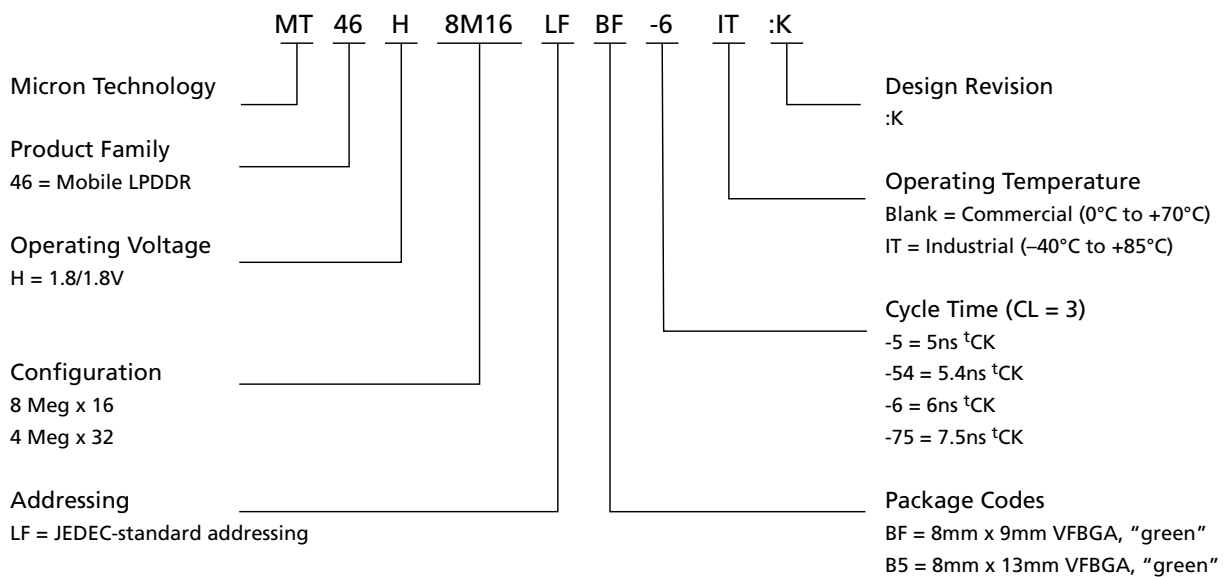 MT 46 H 8M16 LF BF -6 IT :K
Micron Technology
Product Family
46 = Mobile LPDDR
Operating Voltage
H = 1.8/1.8V
Configuration
8 Meg x 16
4 Meg x 32
Addressing
LF = JEDEC-standard addressing
Design Revision
:K
Operating Temperature
Blank = Commercial (0°C to +70°C)
IT = Industrial (–40°C to +85°C)
Cycle Time (CL = 3)
-5 = 5ns tCK
-54 = 5.4ns tCK
-6 = 6ns tCK
-75 = 7.5ns tCK
Package Codes
BF = 8mm x 9mm VFBGA, “green”
B5 = 8mm x 13mm VFBGA, “green”